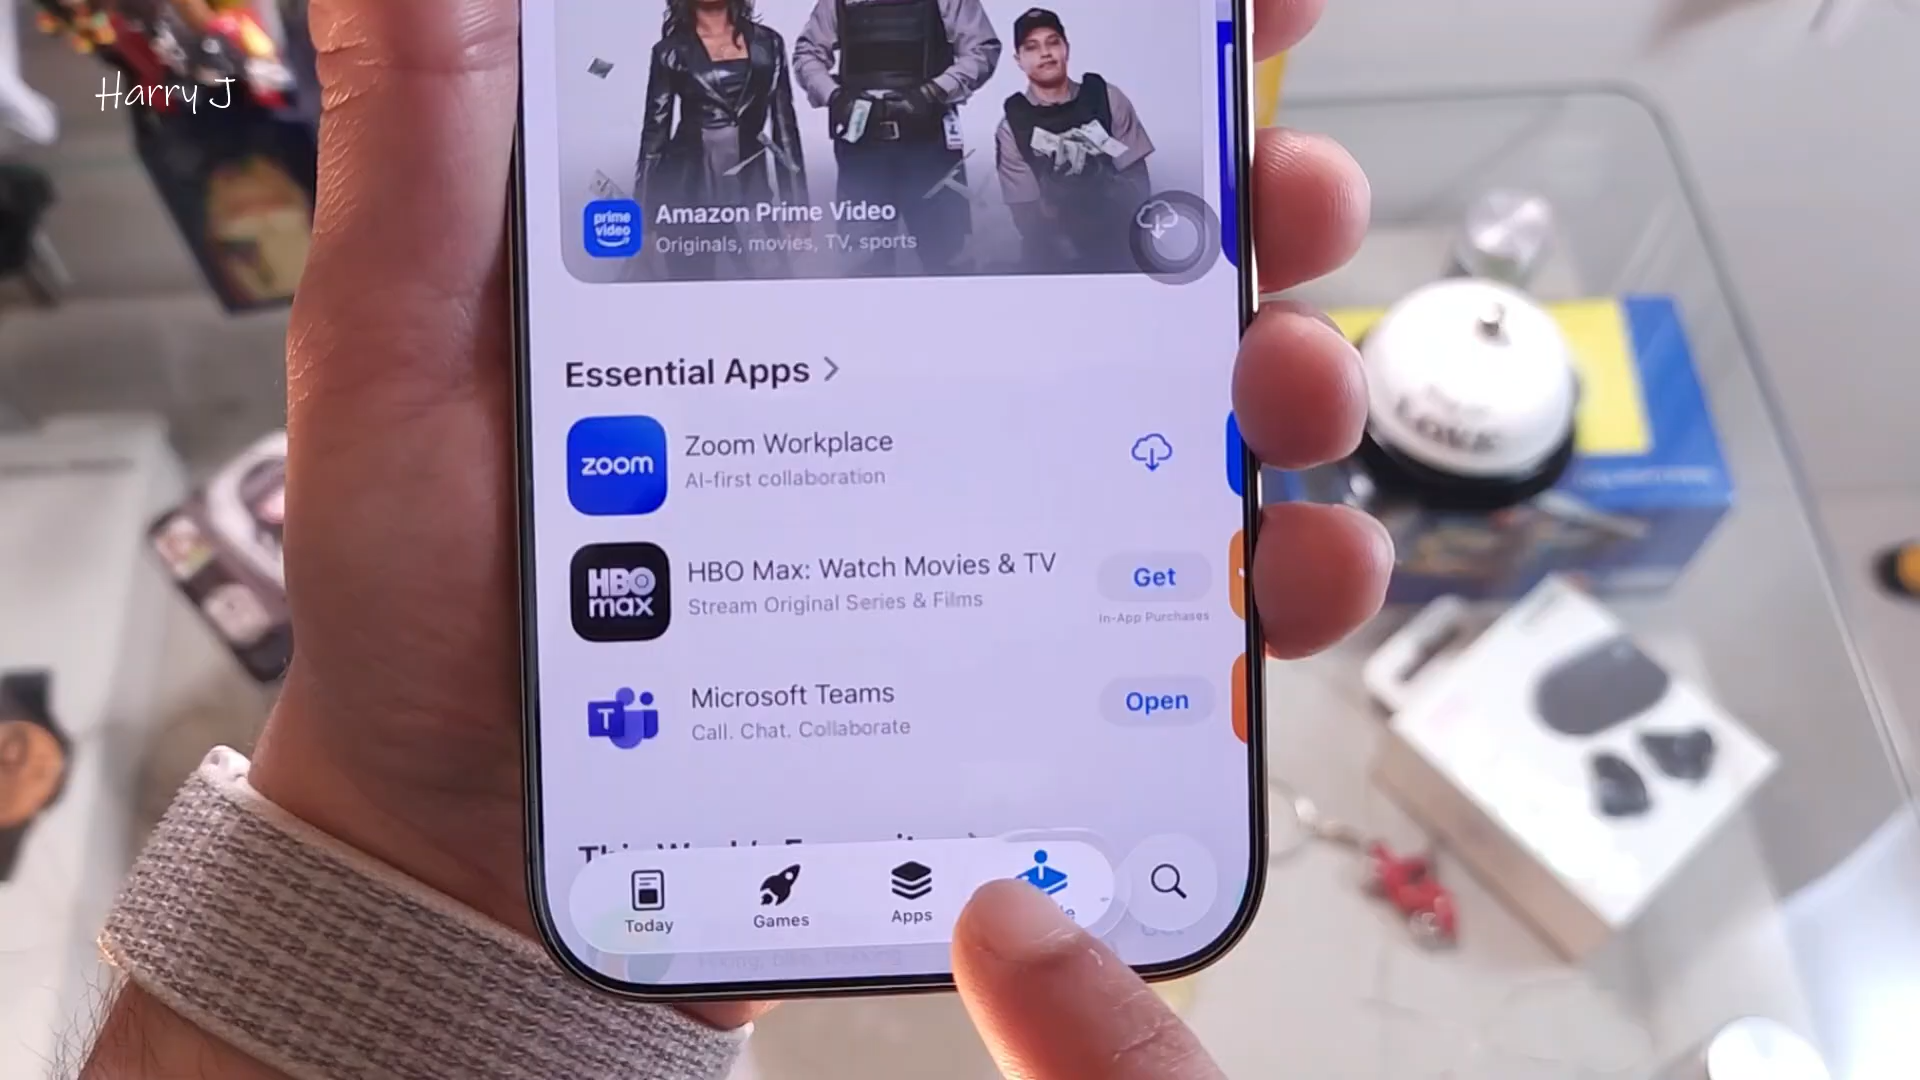 Harry J
prime
video
Amazon Prime Video
Originals, movies, TV, sports
Essential Apps >
zoom
Zoom Workplace
AI-first collaboration
HBO
max
HBO Max: Watch Movies & TV
Stream Original Series & Films
Get
In-App Purchases
T
Microsoft Teams
Call. Chat. Collaborate
Open
Today
Games
Apps